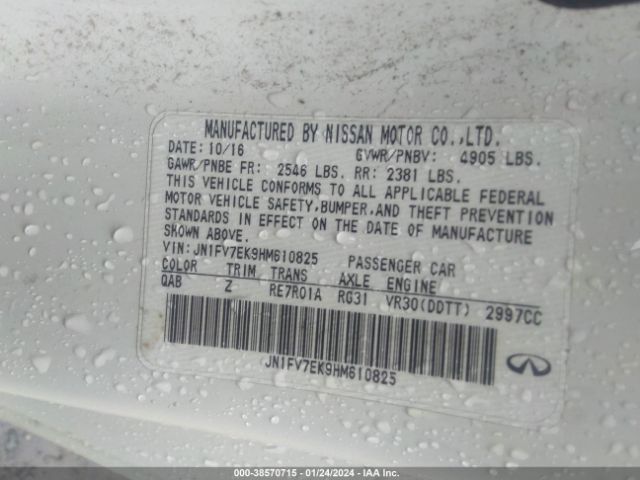 MANUFACTURED BY NISSAN MOTOR CO.,LTD.
DATE: 10/16 GVWR/PNBV: 4905 LBS.
GAWR/PNBE FR: 2546 LBS. RR: 2381 LBS.
THIS VEHICLE CONFORMS TO ALL APPLICABLE FEDERAL
MOTOR VEHICLE SAFETY,BUMPER,AND THEFT PREVENTION
STANDARDS IN EFFECT ON THE DATE OF MANUFACTURE
SHOWN ABOVE.
VIN: JN1FV7EK9HM610825 PASSENGER CAR
COLOR TRIM TRANS AXLE ENGINE
QAB Z RE7R01A RG31 VR30(DDTT) 2997CC
JN1FV7EK9HM610825
000-38570715 - 01/24/2024 - IAA Inc.